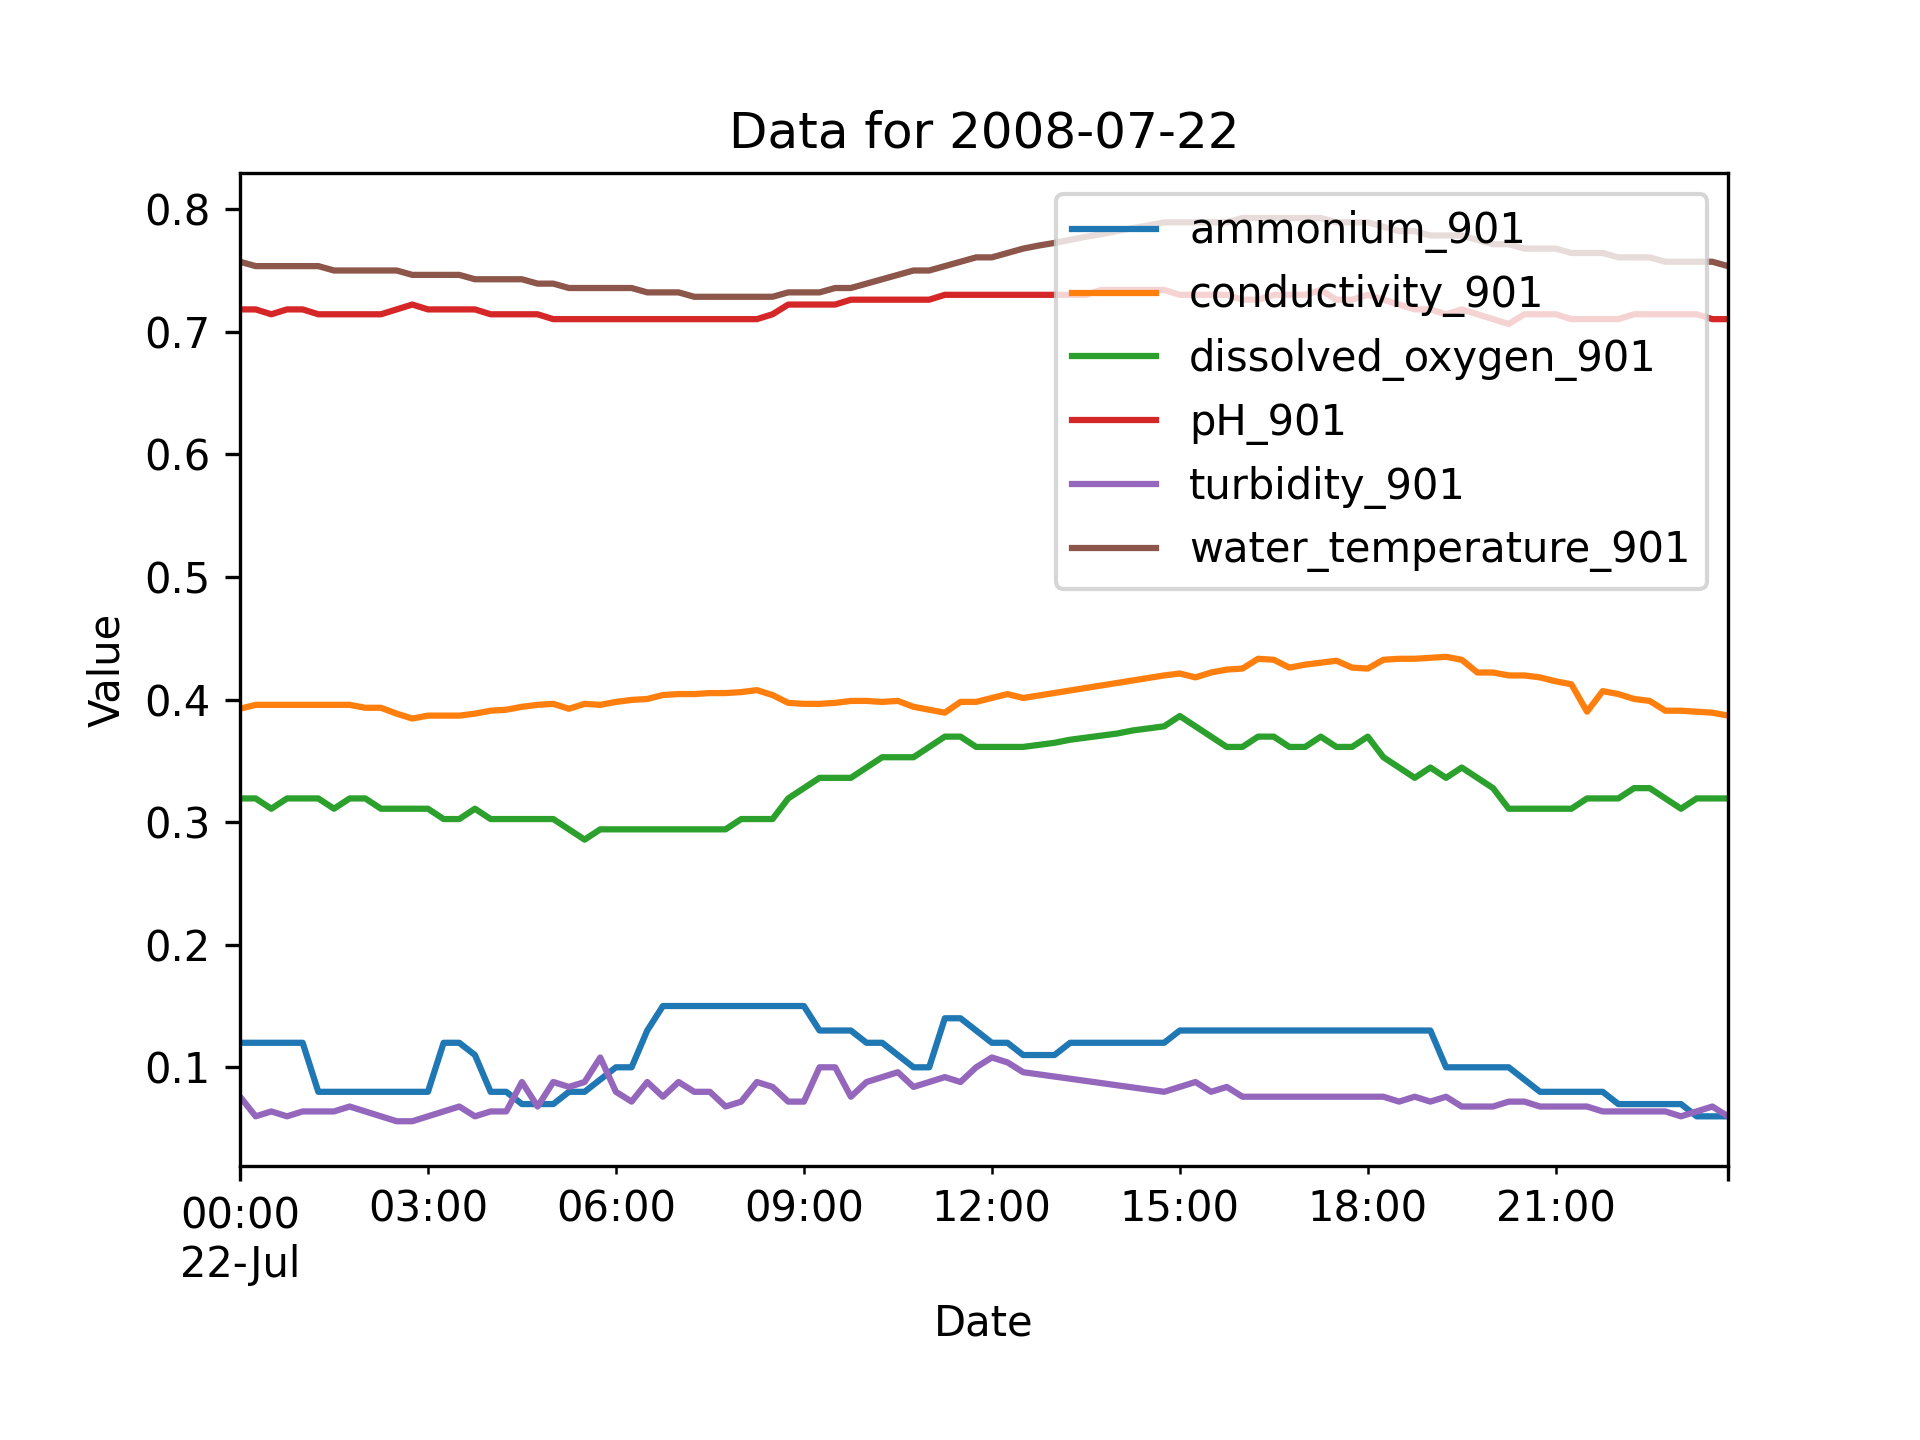 Data for 2008-07-22
0.8
0.7
0.6
0.5
0.4
0.3
0.2
0.1
Value
ammonium_901
conductivity_901
dissolved_oxygen_901
pH_901
turbidity_901
water_temperature_901
00:00 03:00 06:00 09:00 12:00 15:00 18:00 21:00
22-Jul
Date